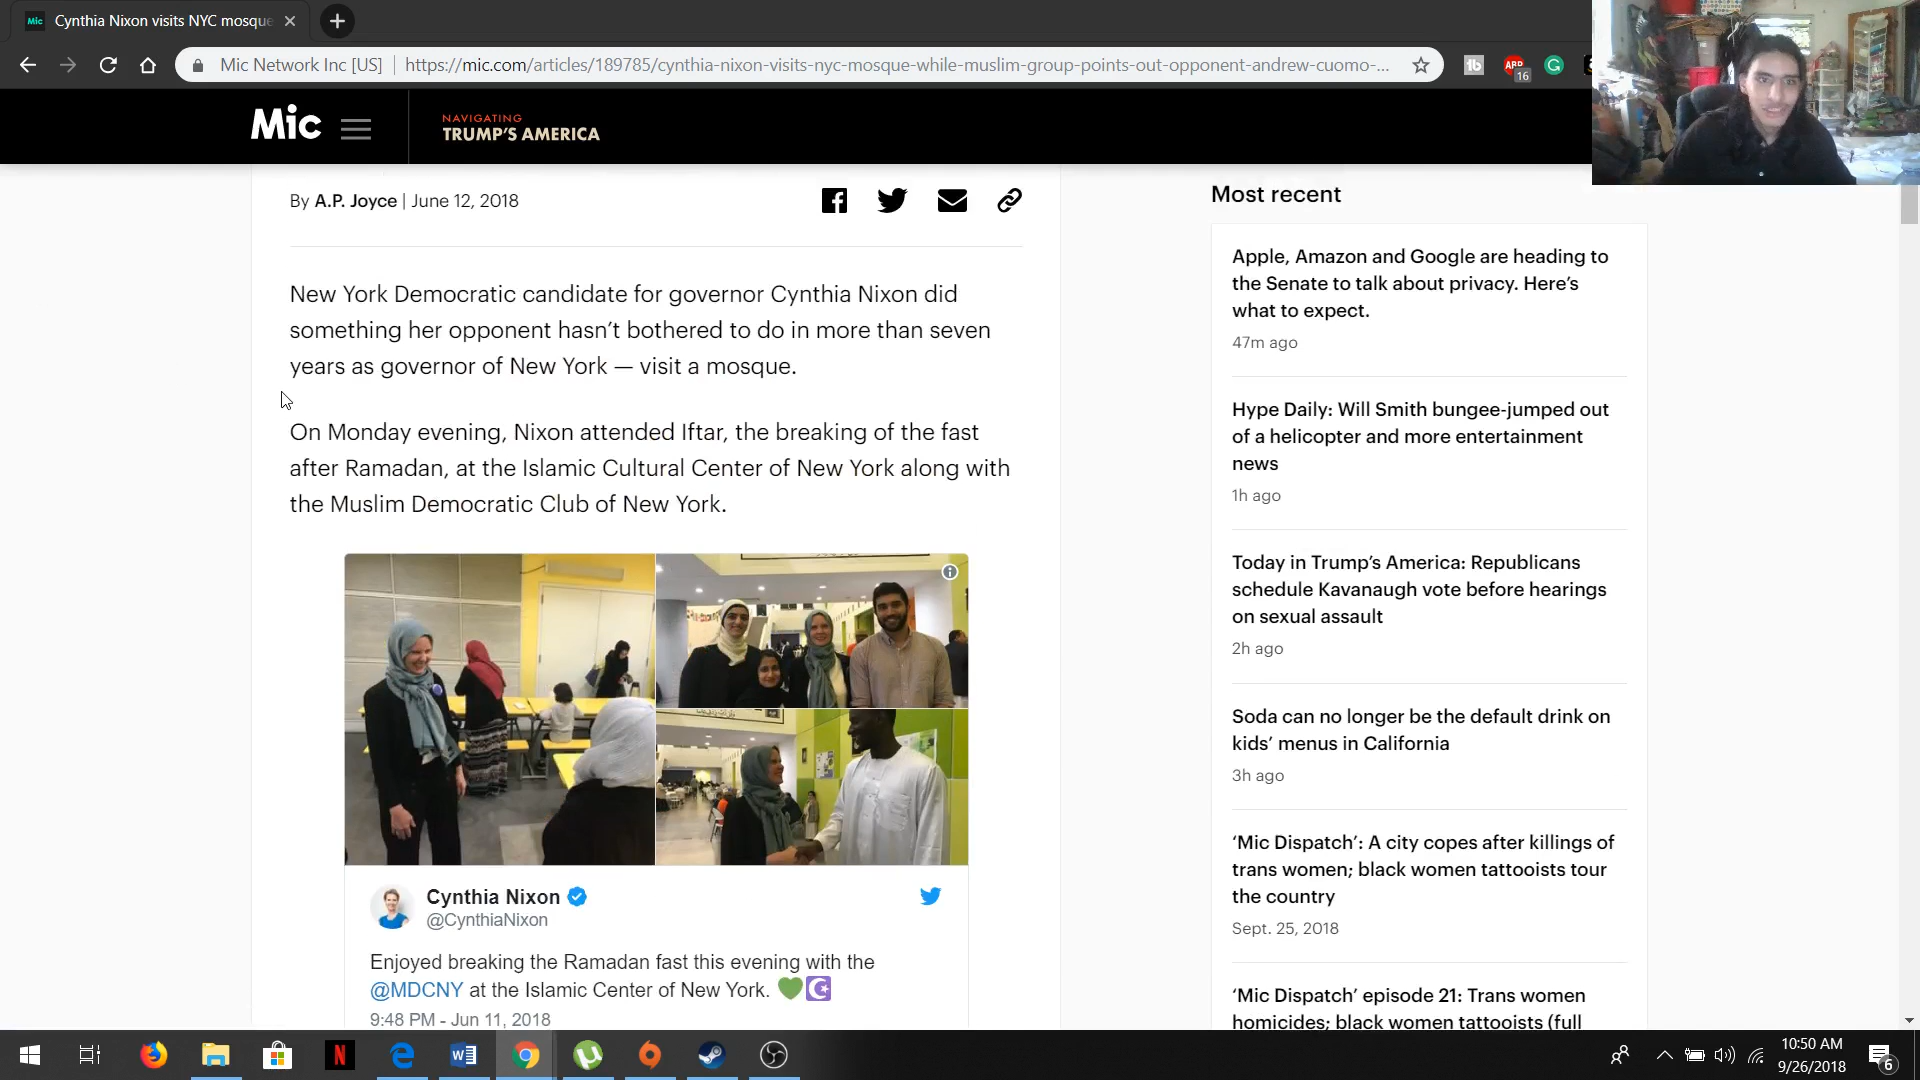 Mic Cynthia Nixon visits NYC mosque
Mic Network Inc [US] https://mic.com/articles/189785/cynthia-nixon-visits-nyc-mosque-while-muslim-group-points-out-opponent-andrew-cuomo-...
ABP
16
Mic
NAVIGATING
TRUMP'S AMERICA
By A.P. Joyce | June 12, 2018
New York Democratic candidate for governor Cynthia Nixon did
something her opponent hasn't bothered to do in more than seven
years as governor of New York — visit a mosque.
On Monday evening, Nixon attended Iftar, the breaking of the fast
after Ramadan, at the Islamic Cultural Center of New York along with
the Muslim Democratic Club of New York.
Cynthia Nixon
@CynthiaNixon
Enjoyed breaking the Ramadan fast this evening with the
@MDCNY at the Islamic Center of New York. 💚☪
9:48 PM - Jun 11, 2018
Most recent
Apple, Amazon and Google are heading to
the Senate to talk about privacy. Here's
what to expect.
47m ago
Hype Daily: Will Smith bungee-jumped out
of a helicopter and more entertainment
news
1h ago
Today in Trump's America: Republicans
schedule Kavanaugh vote before hearings
on sexual assault
2h ago
Soda can no longer be the default drink on
kids' menus in California
3h ago
'Mic Dispatch': A city copes after killings of
trans women; black women tattooists tour
the country
Sept. 25, 2018
'Mic Dispatch' episode 21: Trans women
homicides; black women tattooists (full
10:50 AM
9/26/2018
6